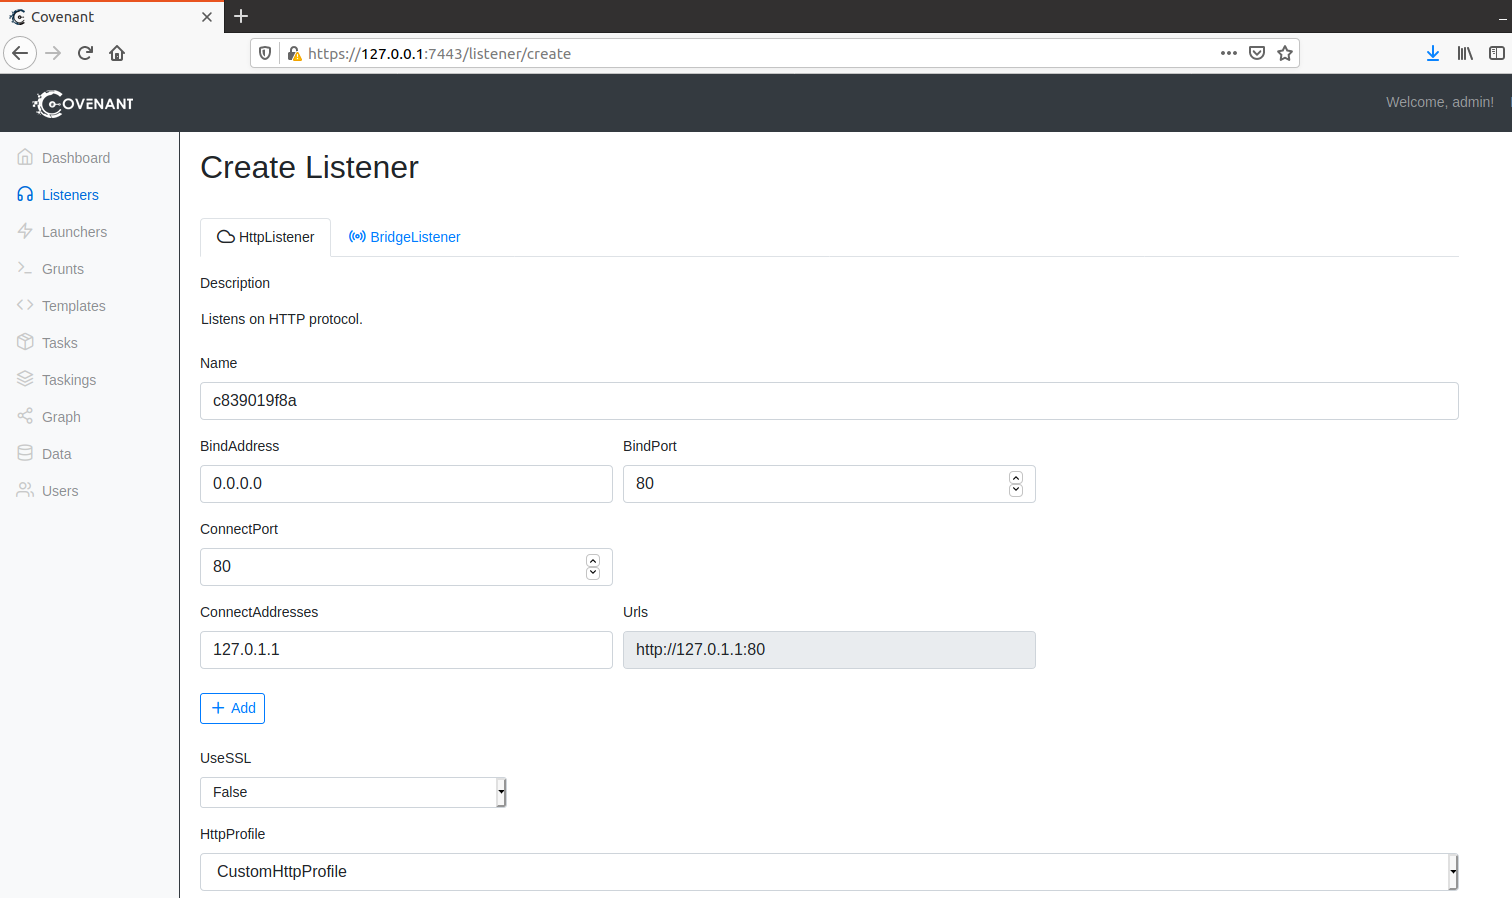 Covenant
https://127.0.0.1:7443/listener/create
COVENANT
Welcome, admin!
Dashboard
Listeners
Launchers
Grunts
Templates
Tasks
Taskings
Graph
Data
Users
Create Listener
HttpListener BridgeListener
Description
Listens on HTTP protocol.
Name
c839019f8a
BindAddress BindPort
0.0.0.0 80
ConnectPort
80
ConnectAddresses Urls
127.0.1.1 http://127.0.1.1:80
+ Add
UseSSL
False
HttpProfile
CustomHttpProfile